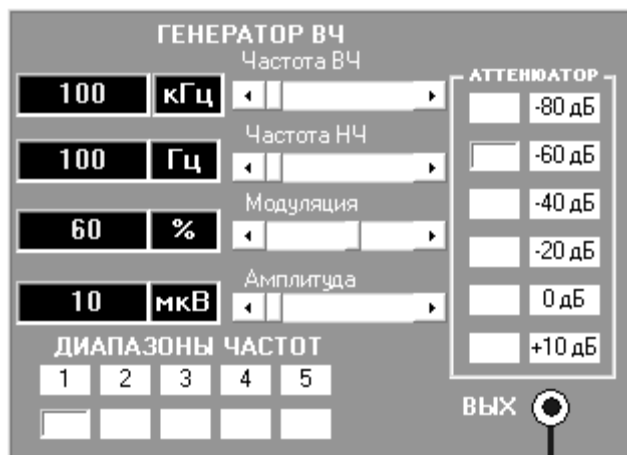 ГЕНЕРАТОР ВЧ
Частота ВЧ
100 кГц
Частота НЧ
100 Гц
Модуляция
60 %
Амплитуда
10 мкВ
АТТЕНЮАТОР
-80 дБ
-60 дБ
-40 дБ
-20 дБ
0 дБ
+10 дБ
ДИАПАЗОНЫ ЧАСТОТ
1 2 3 4 5
ВЫХ